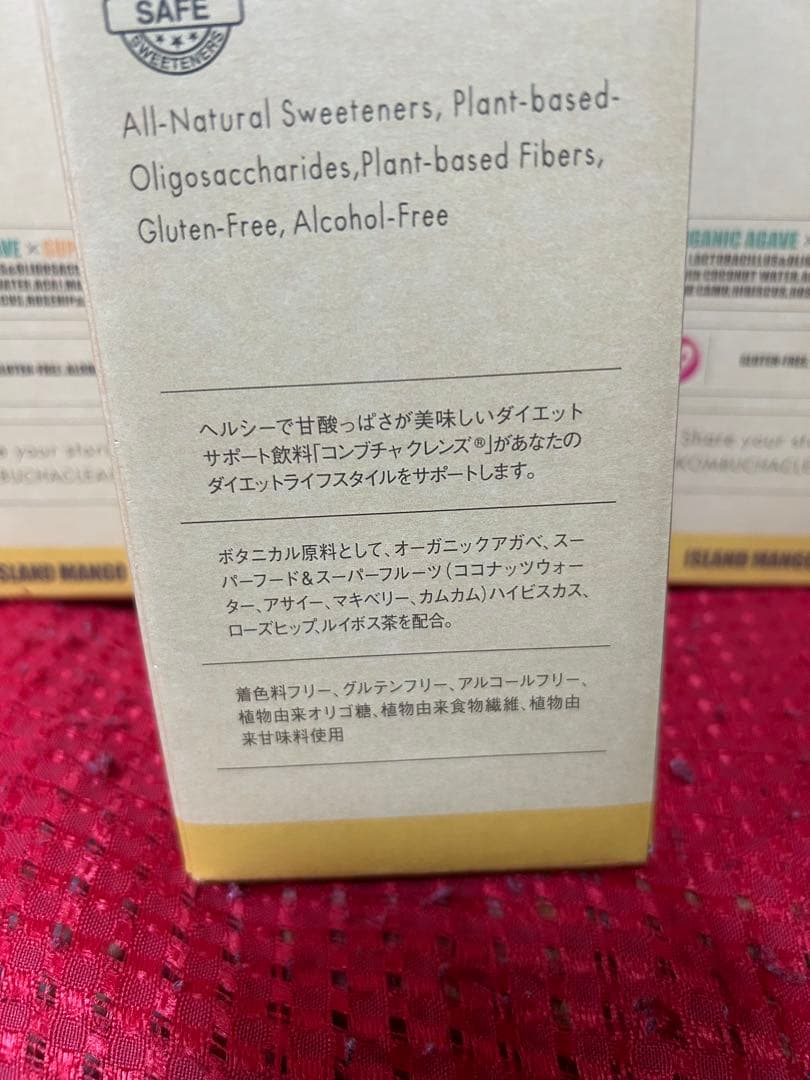 SAFE
SWEETENERS
All-Natural Sweeteners, Plant-based-
Oligosaccharides,Plant-based Fibers,
Gluten-Free, Alcohol-Free
ヘルシーで甘酸っぱさが美味しいダイエット
サポート飲料「コンブチャクレンズ®」があなたの
ダイエットライフスタイルをサポートします。
ボタニカル原料として、オーガニックアガベ、スー
パーフード&スーパーフルーツ(ココナッツウォー
ター、アサイー、マキベリー、カムカム)ハイビスカス、
ローズヒップ、ルイボス茶を配合。
着色料フリー、グルテンフリー、アルコールフリー、
植物由来オリゴ糖、植物由来食物繊維、植物由
来甘味料使用
ISLAND MANGO
GANIC AGAVE ×
COCONUT WATER,
GLUTEN-FREE,
Share your
KOMBUCHACLEA
ISLAND MANGO